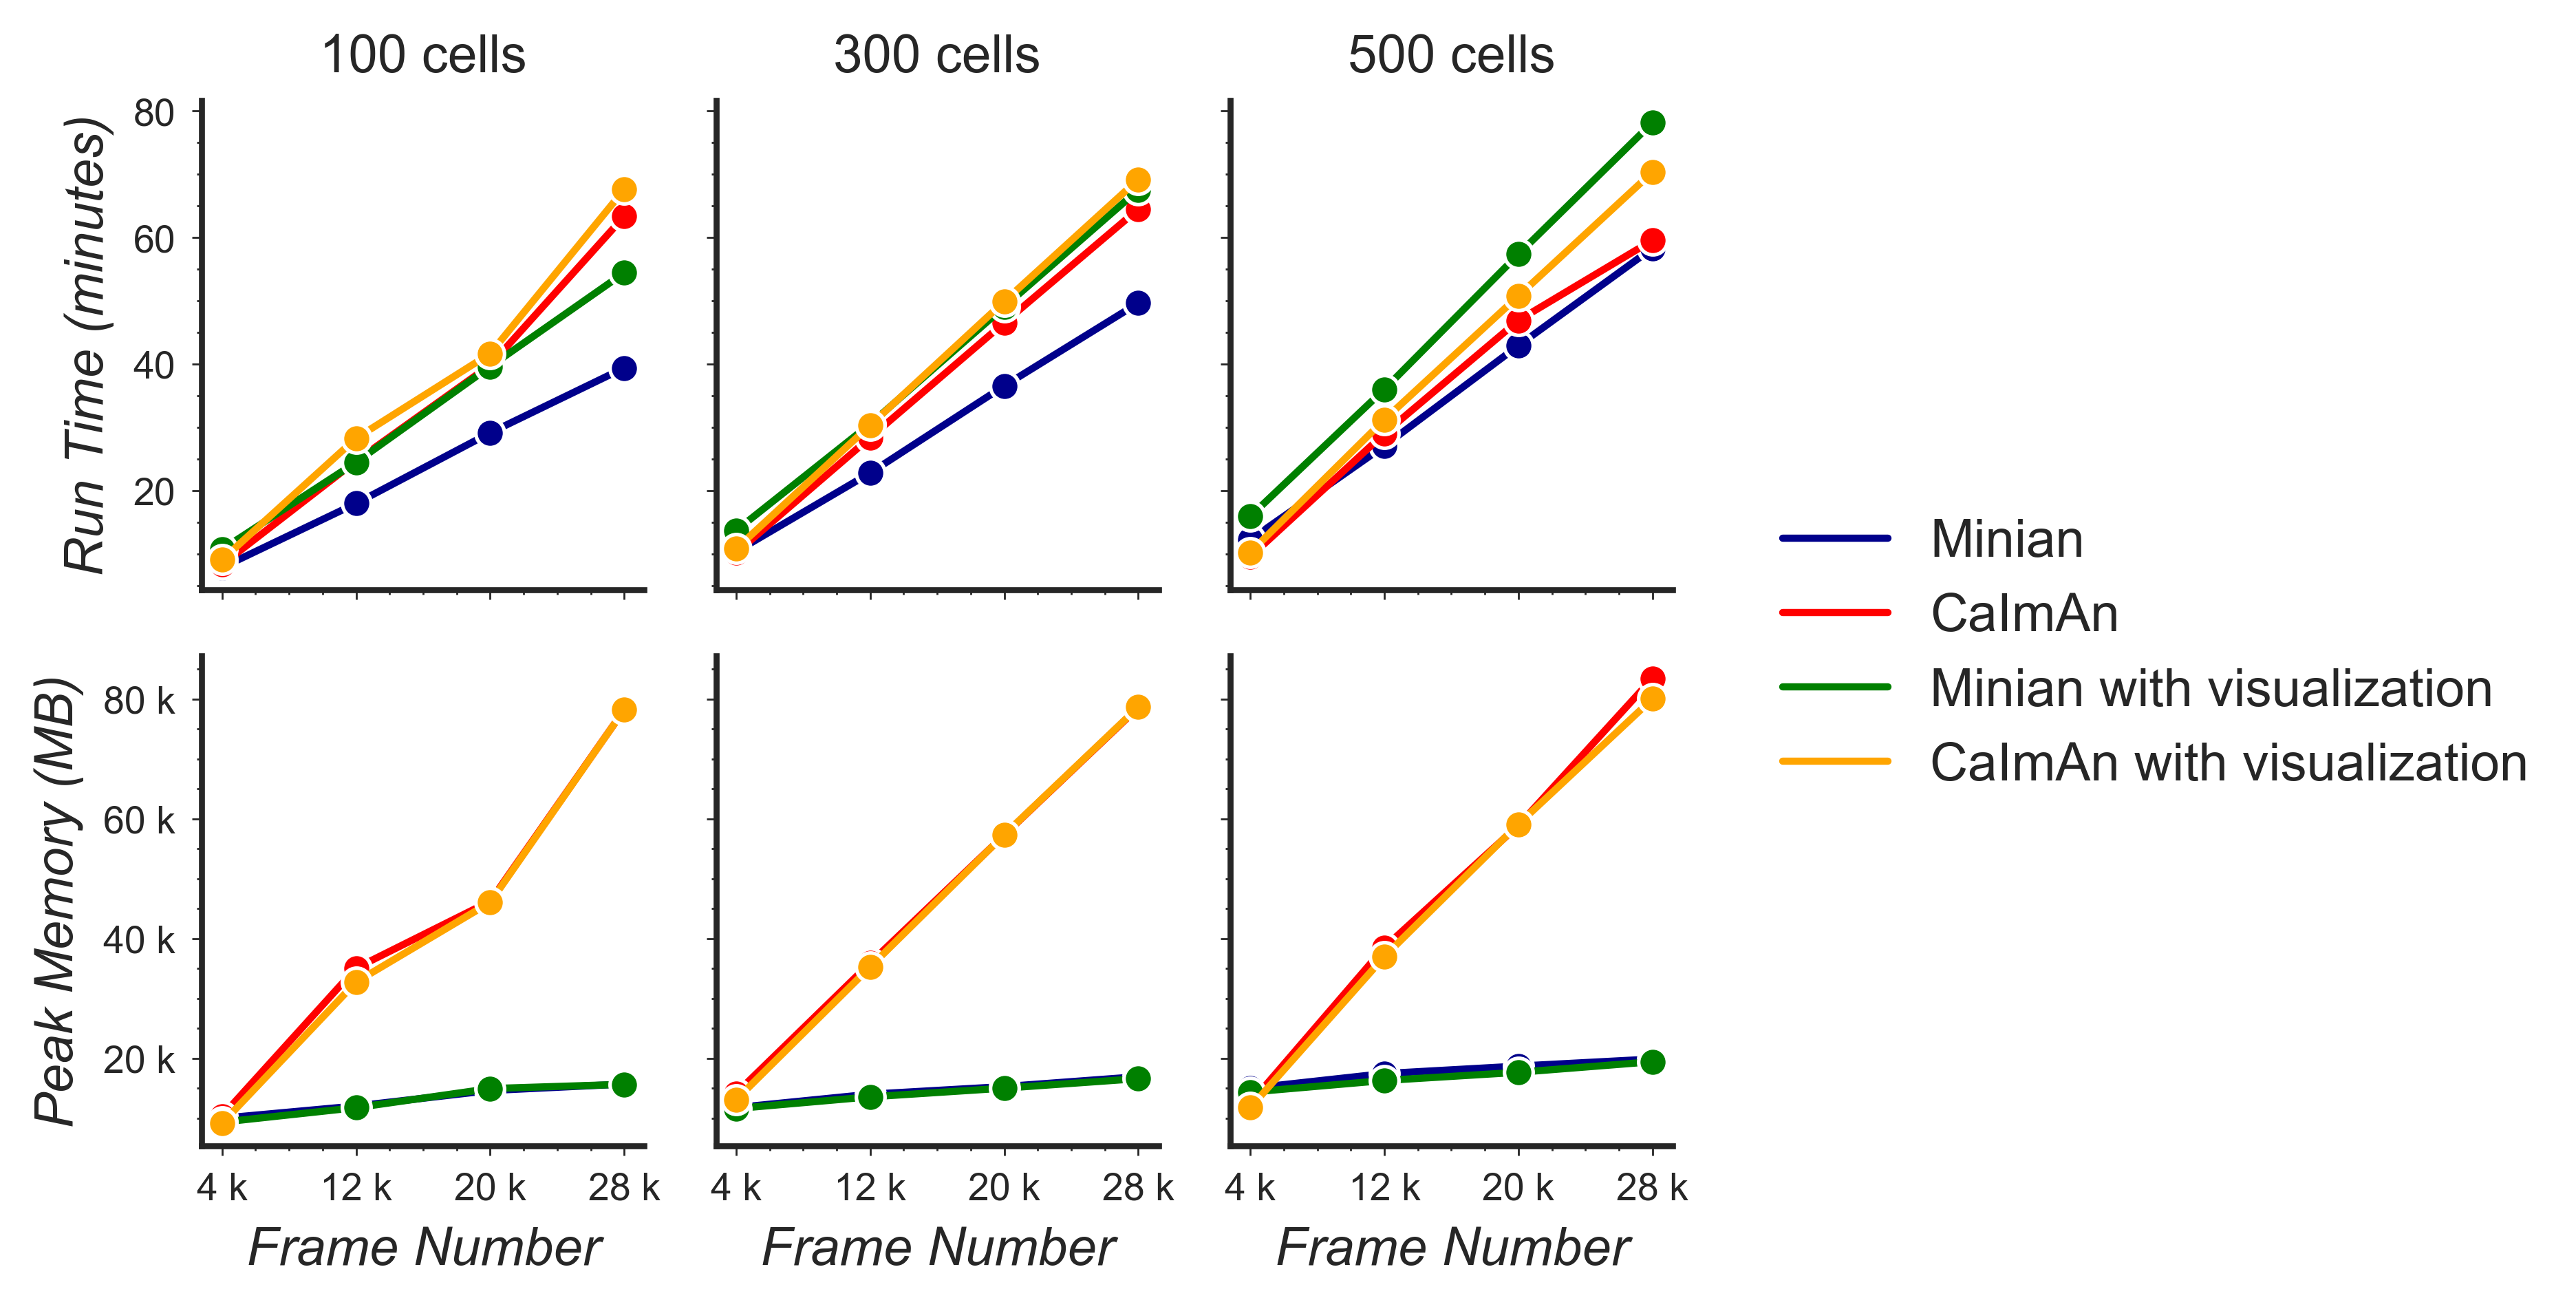 100 cells
300 cells
500 cells
Run Time (minutes)
80
60
40
20
Peak Memory (MB)
80 k
60 k
40 k
20 k
4 k
12 k
20 k
28 k
4 k
12 k
20 k
28 k
4 k
12 k
20 k
28 k
Frame Number
Frame Number
Frame Number
Minian
CaImAn
Minian with visualization
CaImAn with visualization